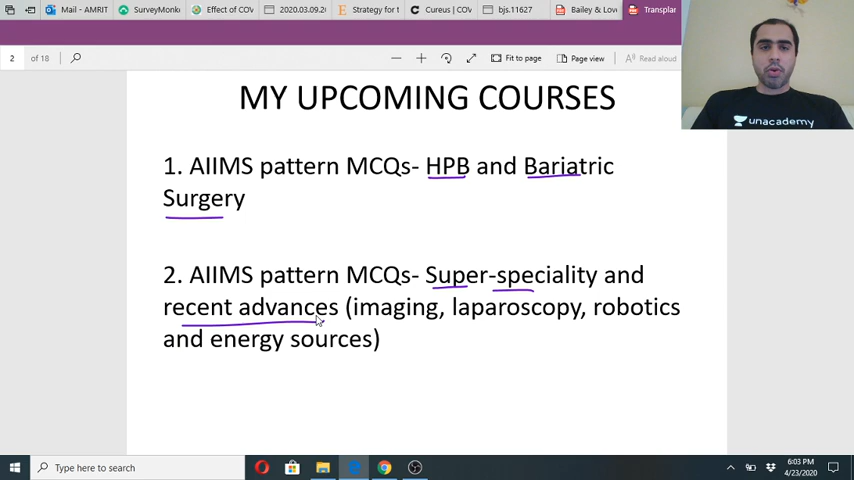 Mail - AMRIT
SurveyMonk
Effect of COV
2020.03.09.20
Strategy for t
Cureus | COV
bjs.11627
Bailey & Love
Transplan
2 of 18
Fit to page
Page view
Read aloud
unacademy
MY UPCOMING COURSES
1. AIIMS pattern MCQs- HPB and Bariatric
Surgery
2. AIIMS pattern MCQs- Super-speciality and
recent advances (imaging, laparoscopy, robotics
and energy sources)
Type here to search
6:03 PM
4/23/2020